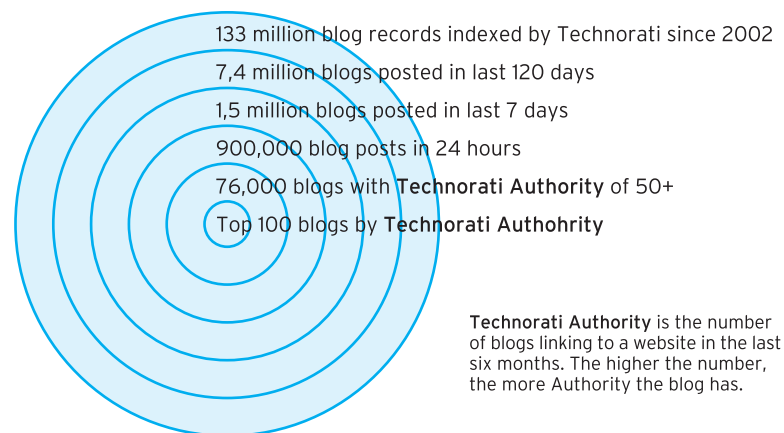 133 million blog records indexed by Technorati since 2002
7,4 million blogs posted in last 120 days
1,5 million blogs posted in last 7 days
900,000 blog posts in 24 hours
76,000 blogs with Technorati Authority of 50+
Top 100 blogs by Technorati Authohrity
Technorati Authority is the number
of blogs linking to a website in the last
six months. The higher the number,
the more Authority the blog has.